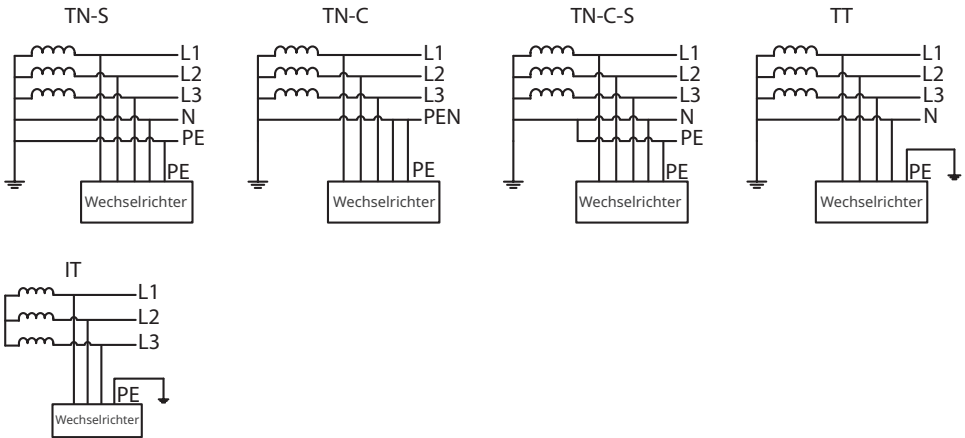 TN-S
L1
L2
L3
N
PE
PE
Wechselrichter
TN-C
L1
L2
L3
PEN
PE
Wechselrichter
TN-C-S
L1
L2
L3
N
PE
PE
Wechselrichter
TT
L1
L2
L3
N
PE
Wechselrichter
IT
L1
L2
L3
PE
Wechselrichter